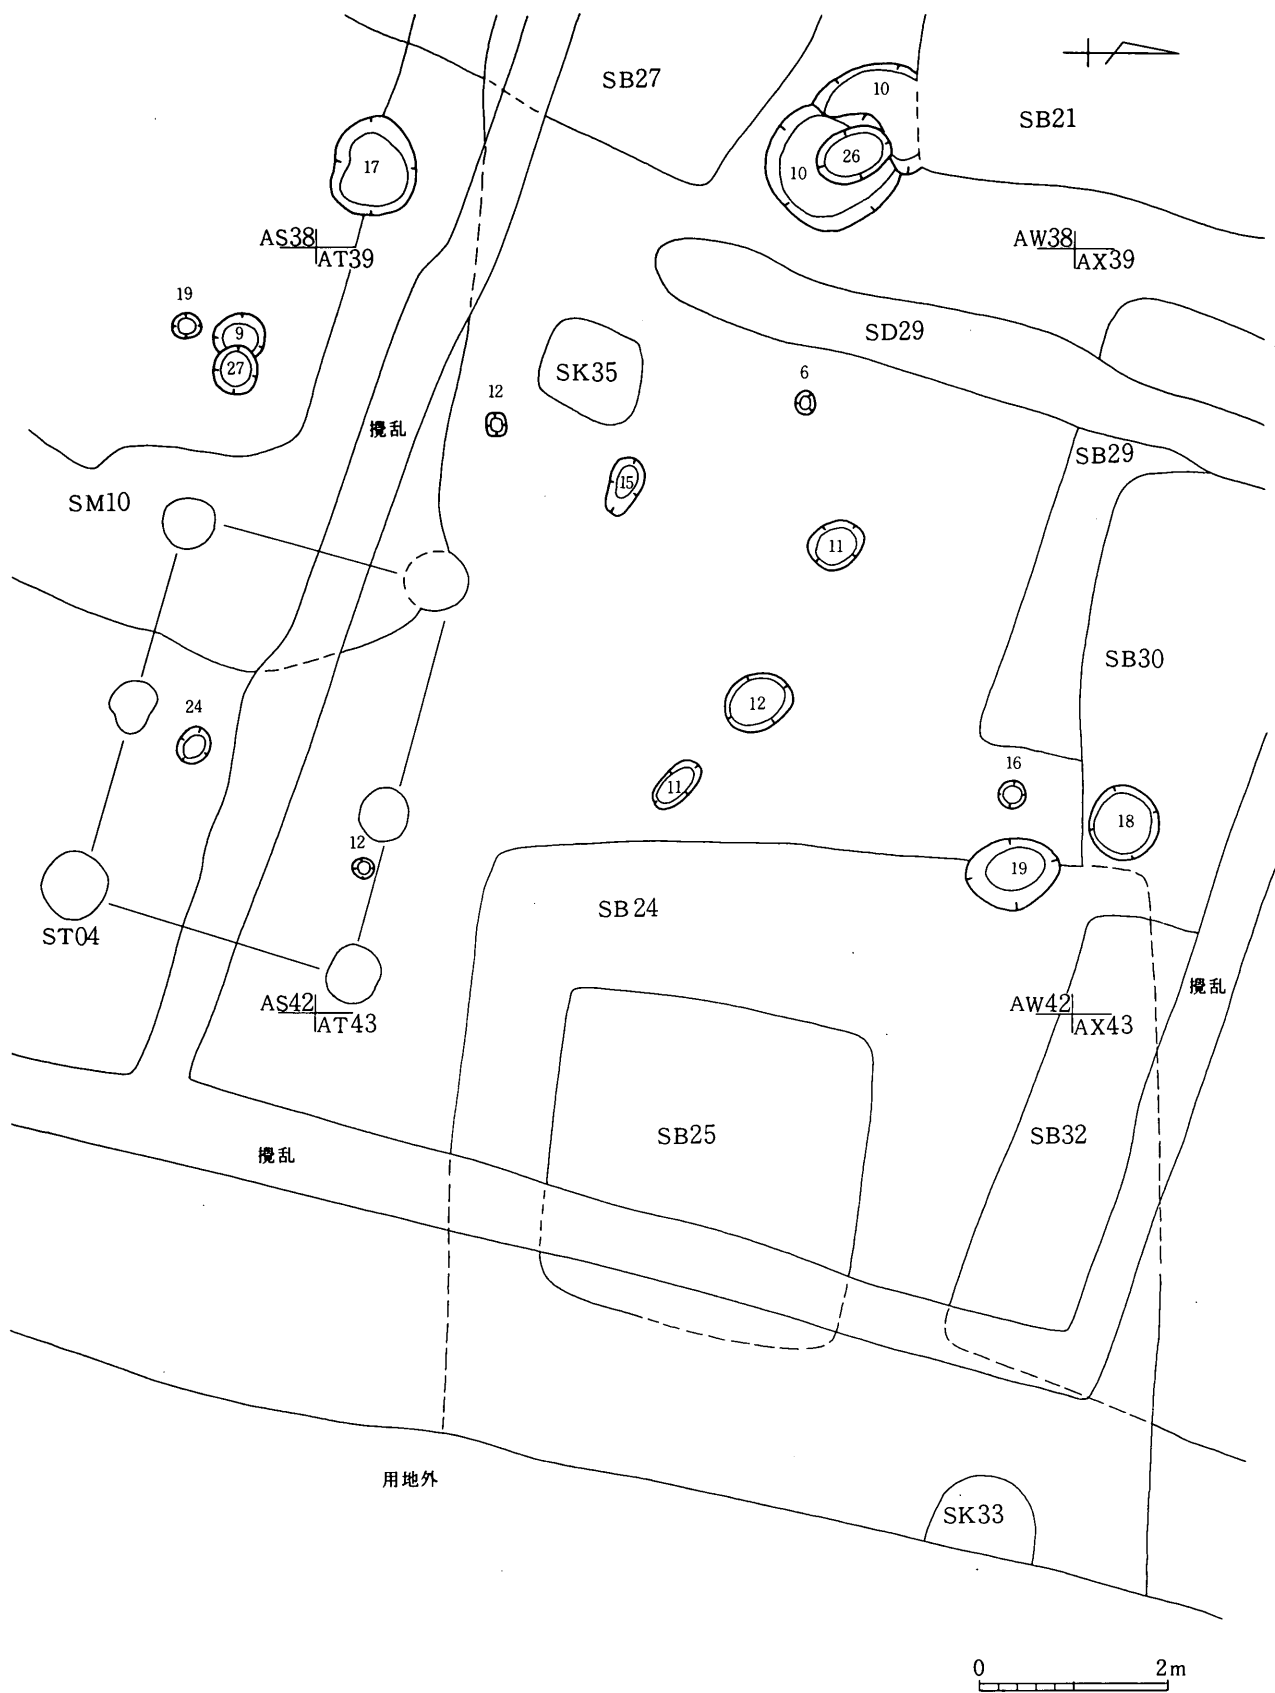 SB27
10
SB21
17
26
10
AS38
AT39
AW38
AX39
19
9
27
SD29
SK35
6
12
攪乱
SB29
15
SM10
11
SB30
12
24
16
11
18
12
19
SB24
ST04
攪乱
AS42
AT43
AW42
AX43
SB25
SB32
攪乱
用地外
SK33
0 2m